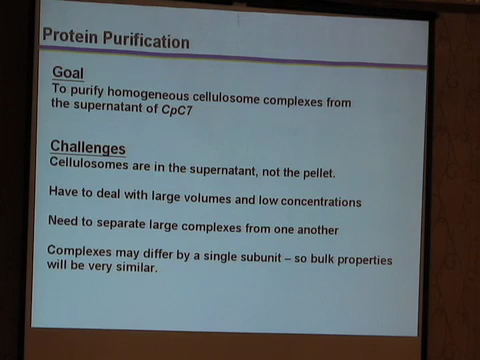 Protein Purification
Goal
To purify homogeneous cellulosome complexes from
the supernatant of CpC7
Challenges
Cellulosomes are in the supernatant, not the pellet.
Have to deal with large volumes and low concentrations
Need to separate large complexes from one another
Complexes may differ by a single subunit – so bulk properties
will be very similar.